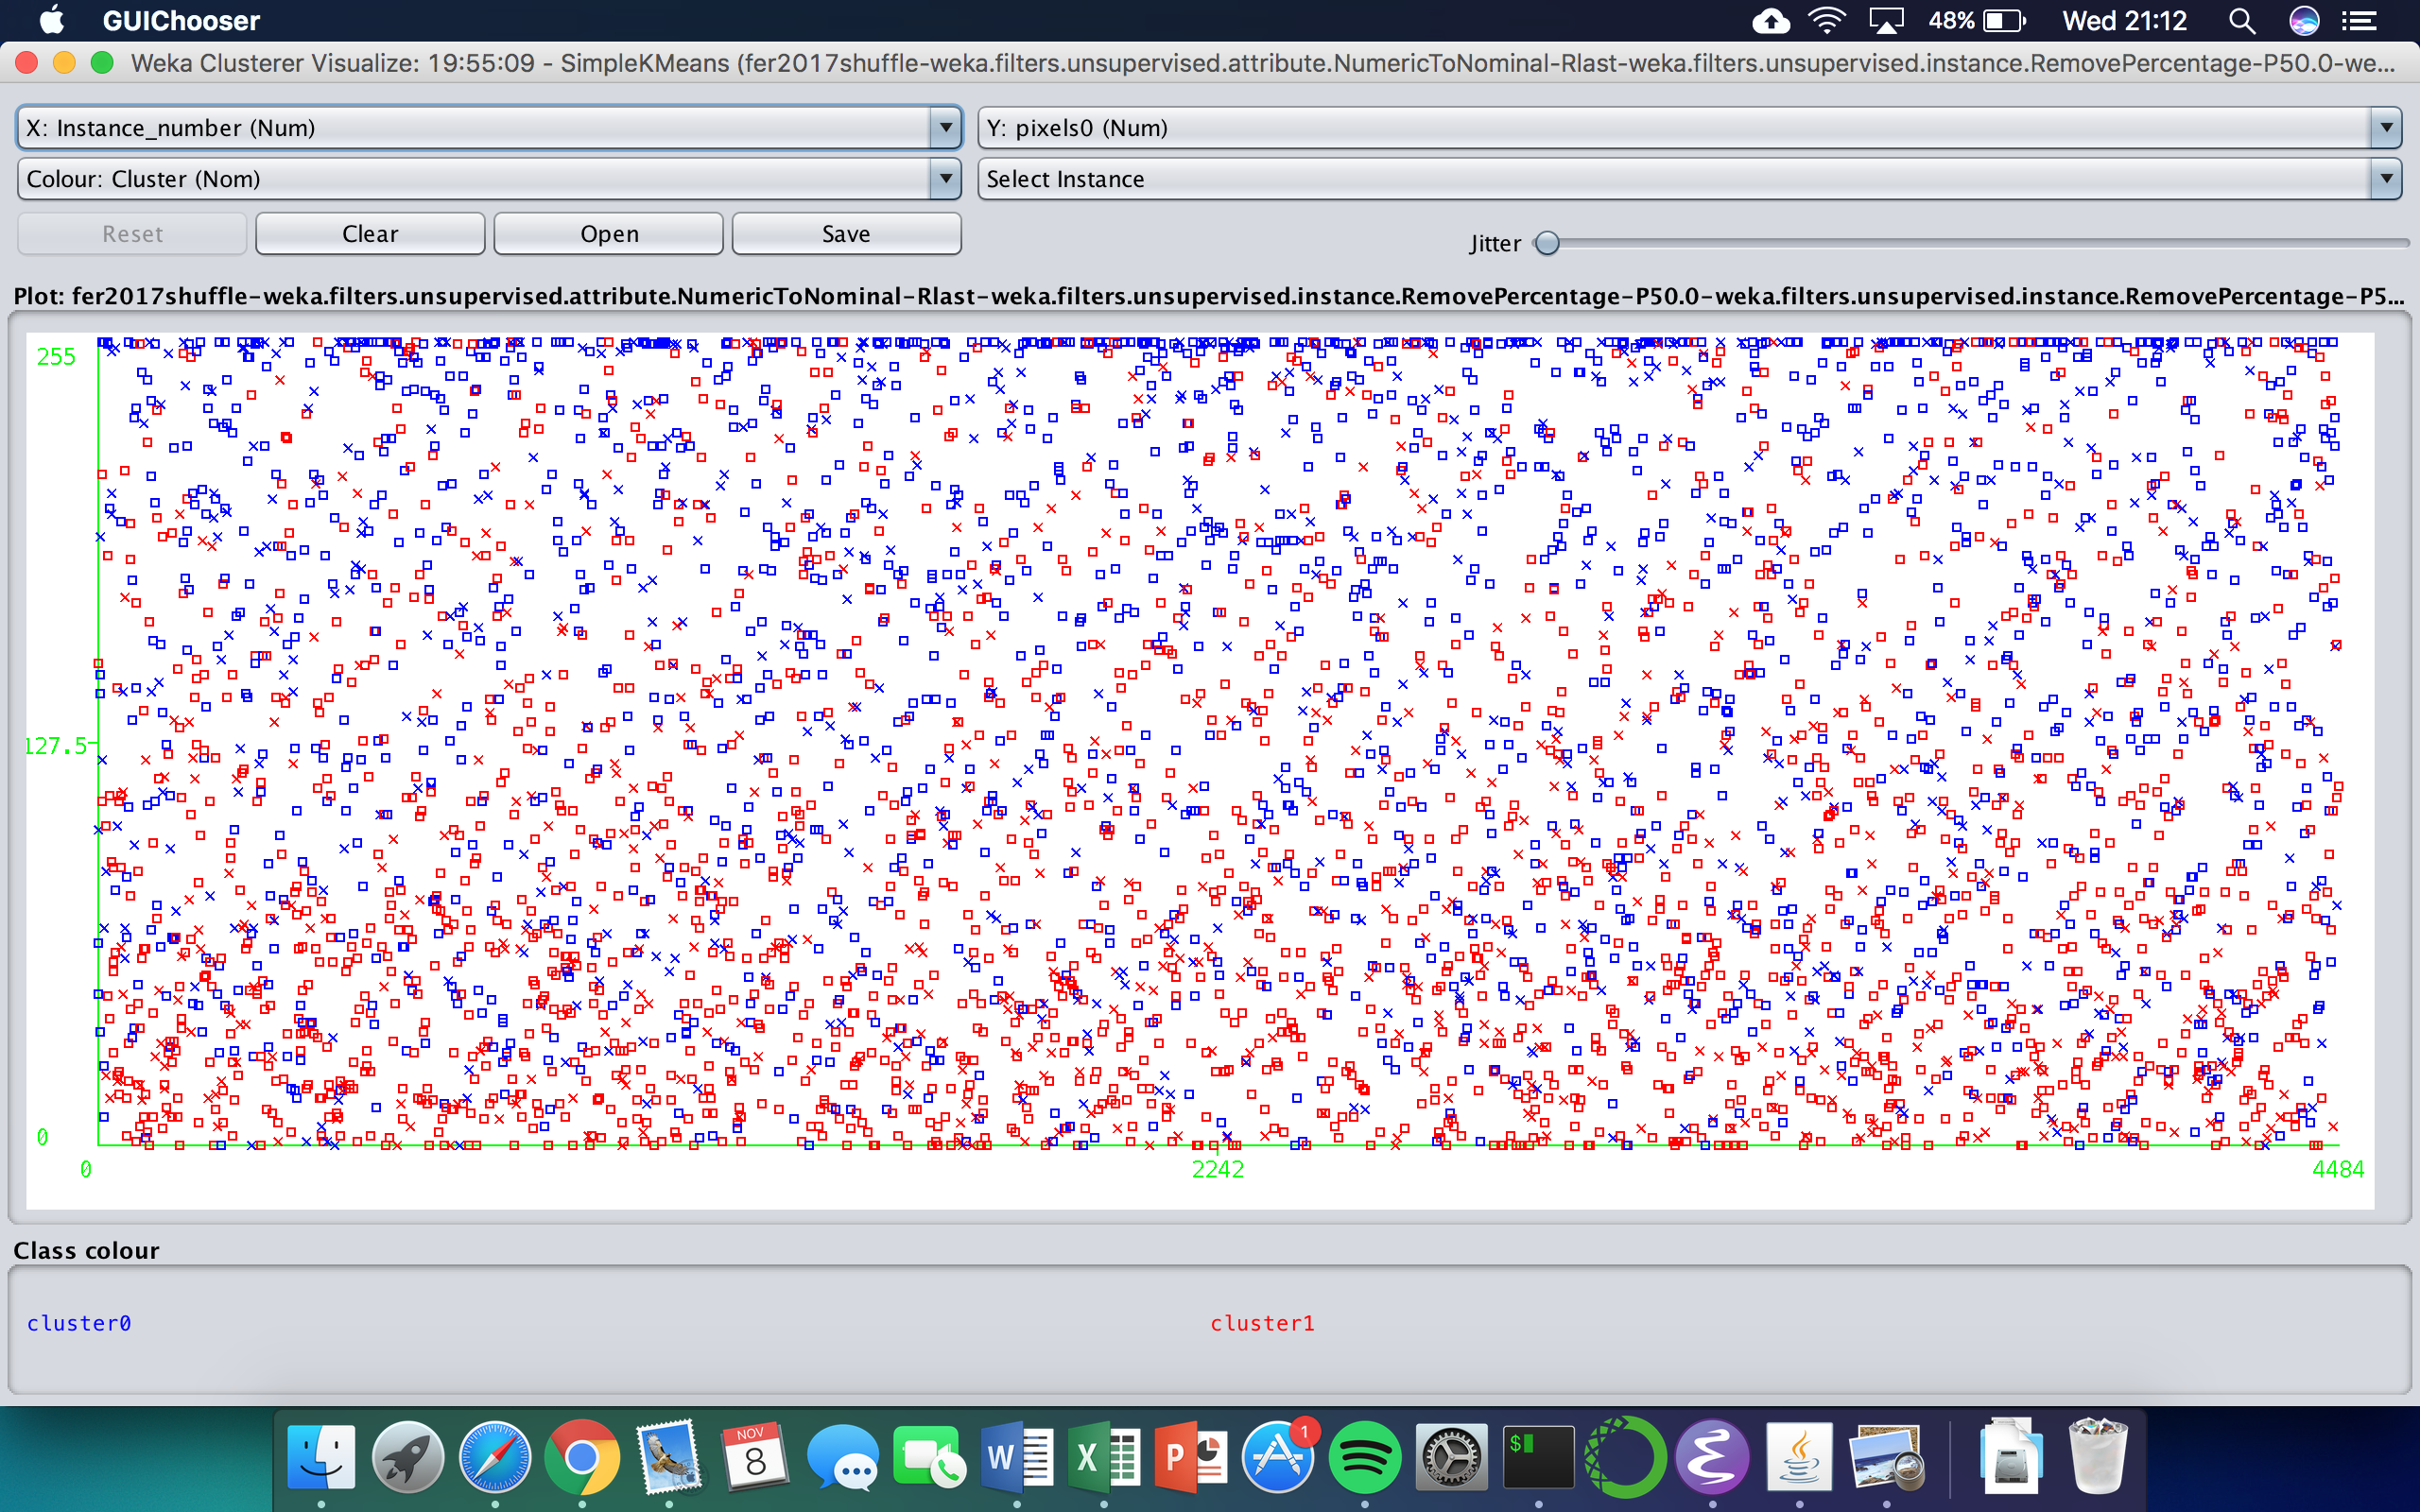 GUIChooser 48% Wed 21:12
Weka Clusterer Visualize: 19:55:09 - SimpleKMeans (fer2017shuffle-weka.filters.unsupervised.attribute.NumericToNominal-Rlast-weka.filters.unsupervised.instance.RemovePercentage-P50.0-we...
X: Instance_number (Num) Y: pixels0 (Num)
Colour: Cluster (Nom) Select Instance
Reset Clear Open Save Jitter
Plot: fer2017shuffle-weka.filters.unsupervised.attribute.NumericToNominal-Rlast-weka.filters.unsupervised.instance.RemovePercentage-P50.0-weka.filters.unsupervised.instance.RemovePercentage-P5...
255
127.5
0
0 2242 4484
Class colour
cluster0 cluster1
NOV
8
W X P 1 $